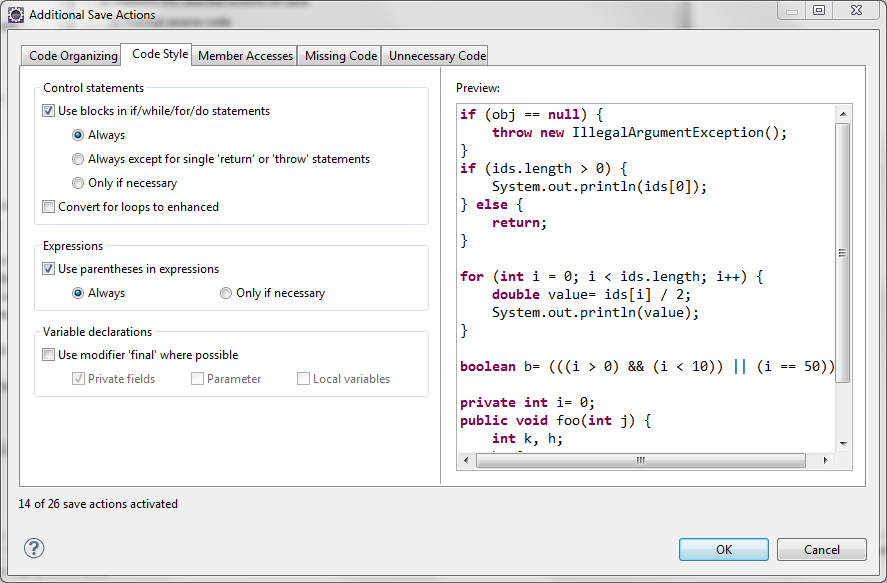 Additional Save Actions
Code Organizing Code Style Member Accesses Missing Code Unnecessary Code
Control statements
Use blocks in if/while/for/do statements
Always
Always except for single 'return' or 'throw' statements
Only if necessary
Convert for loops to enhanced
Expressions
Use parentheses in expressions
Always Only if necessary
Variable declarations
Use modifier 'final' where possible
Private fields Parameter Local variables
Preview:
if (obj == null) {
    throw new IllegalArgumentException();
}
if (ids.length > 0) {
    System.out.println(ids[0]);
} else {
    return;
}
for (int i = 0; i < ids.length; i++) {
    double value= ids[i] / 2;
    System.out.println(value);
}
boolean b= (((i > 0) && (i < 10)) || (i == 50))
private int i= 0;
public void foo(int j) {
    int k, h;
14 of 26 save actions activated
?
OK Cancel